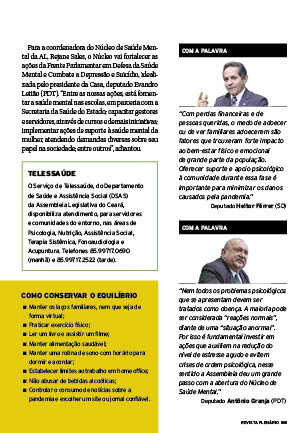 Para a coordenadora do Núcleo de Saúde Men-
tal da AL, Rejane Sales, o Núcleo vai fortalecer as
ações da Frente Parlamentar em Defesa da Saúde
Mental e Combate a Depressão e Suicídio, ideali-
zada pelo presidente da Casa, deputado Evandro
Leitão (PDT). "Entre as nossas ações, está fomen-
tar a saúde mental nas escolas, em parceria com a
Secretaria da Saúde do Estado; capacitar gestores
e servidores, através de cursos e demais iniciativas;
implementar ações de suporte à saúde mental da
mulher, atendendo demandas diversas sobre seu
papel na sociedade; entre outros", adiantou.
TELESSAÚDE
O Serviço de Telessaúde, do Departamento
de Saúde e Assistência Social (DSAS)
da Assembleia Legislativa do Ceará,
disponibiliza atendimento, para servidores
e comunidades do entorno, nas áreas de
Psicologia, Nutrição, Assistência Social,
Terapia Sistêmica, Fonoaudiologia e
Acupuntura. Telefones 85.99717.0690
(manhã) e 85.99717.2522 (tarde).
COMO CONSERVAR O EQUILÍBRIO
Manter os laços familiares, nem que seja de
forma virtual;
Praticar exercício físico;
Ler um livro e assistir um filme;
Manter alimentação saudável;
Manter uma rotina de sono com horário para
dormir e acordar;
Estabelecer limites ao trabalho em home office;
Não abusar de bebidas alcoólicas;
Controlar o consumo de notícias sobre a
pandemia e escolher um site ou jornal confiável.
COM A PALAVRA
"Com perdas financeiras e de
pessoas queridas, o medo de adoecer
ou de ver familiares adoecerem são
fatores que trouxeram forte impacto
ao bem-estar físico e emocional
de grande parte da população.
Oferecer suporte e apoio psicológico
à comunidade durante essa fase é
importante para minimizar os danos
causados pela pandemia."
Deputado Heitor Férrer (SD)
COM A PALAVRA
"Nem todos os problemas psicológicos
que se apresentam devem ser
tratados como doença. A maioria pode
ser considerada "reações normais",
diante de uma "situação anormal".
Por isso é fundamental investir em
ações que auxiliem na redução do
nível de estresse agudo e evitem
crises de ordem psicológica, nesse
sentido a Assembleia deu um grande
passo com a abertura do Núcleo de
Saúde Mental,"
Deputado Antônio Granja (PDT)
REVISTA PLENÁRIO